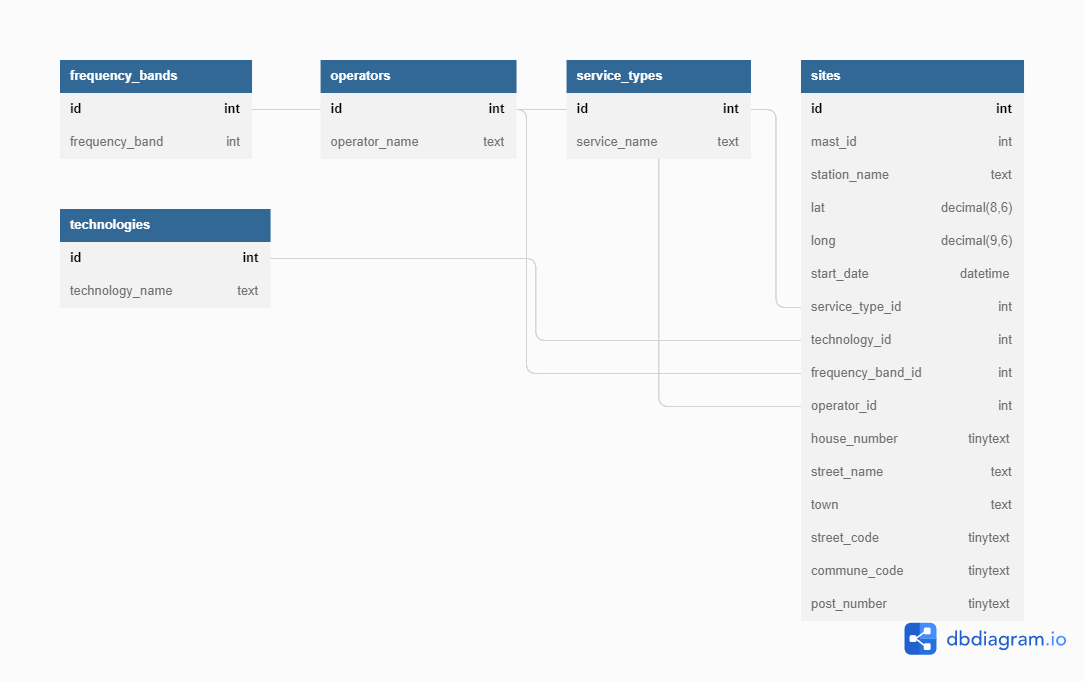 frequency_bands
id int
frequency_band int
operators
id int
operator_name text
service_types
id int
service_name text
sites
id int
mast_id int
station_name text
lat decimal(8,6)
long decimal(9,6)
start_date datetime
service_type_id int
technology_id int
frequency_band_id int
operator_id int
house_number tinytext
street_name text
town text
street_code tinytext
commune_code tinytext
post_number tinytext
technologies
id int
technology_name text
dbdiagram.io